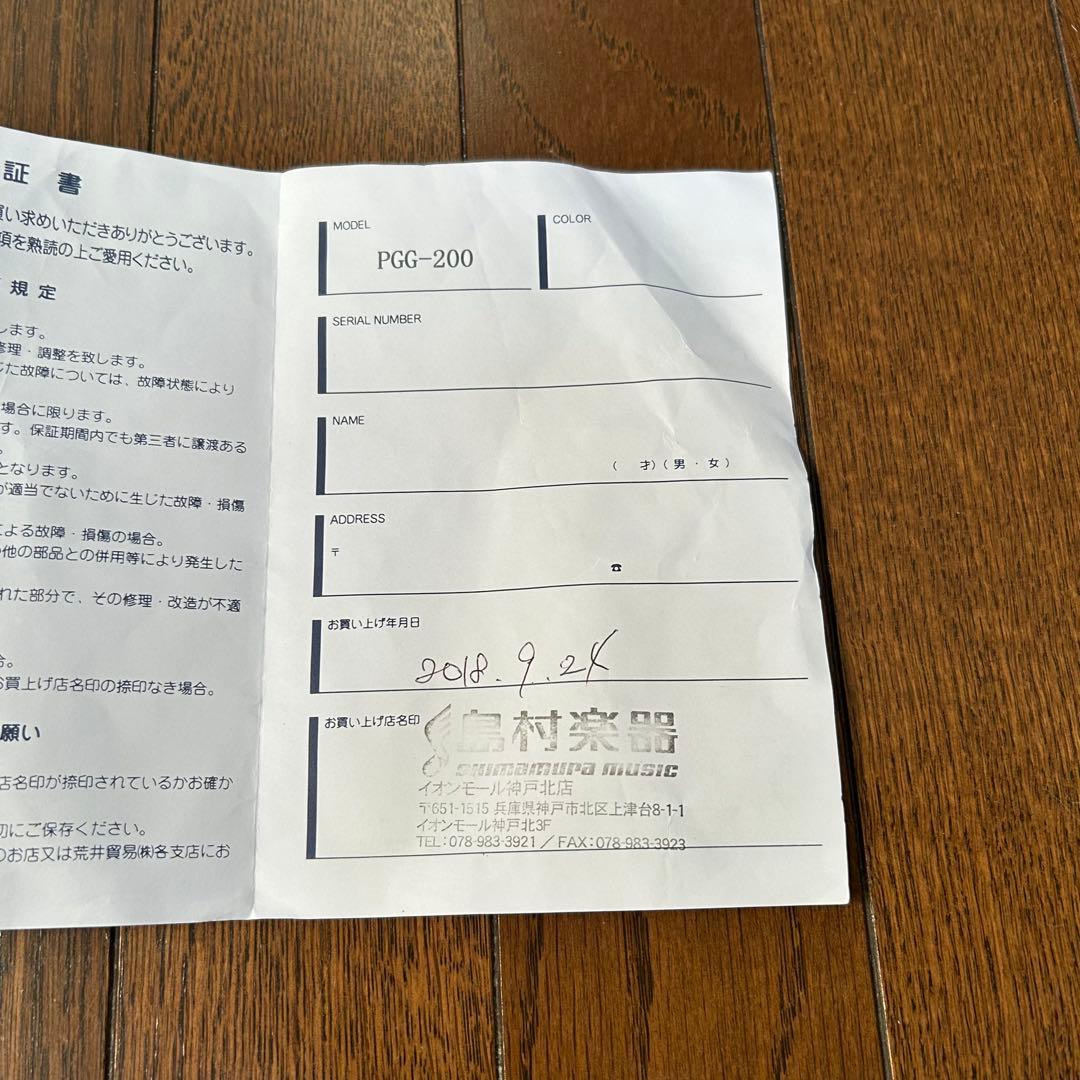 証 書
買い求めいただきありがとうございます。
項を熟読の上ご愛用ください。
規 定
します。
修理・調整を致します。
じた故障については、故障状態により
場合に限ります。
す。保証期間内でも第三者に譲渡ある
となります。
が適当でないために生じた故障・損傷
による故障・損傷の場合。
他の部品との併用等により発生した
れた部分で、その修理・改造が不適
合。
お買上げ店名印の捺印なき場合。
願い
店名印が捺印されているかお確か
切にご保存ください。
のお店又は荒井貿易㈱各支店にお
MODEL
PGG-200
COLOR
SERIAL NUMBER
NAME
( 才)(男・女)
ADDRESS
〒
☎
お買い上げ年月日
2018.9.24
お買い上げ店名印
島村楽器
SHIMAMURA MUSIC
イオンモール神戸北店
〒651-1515 兵庫県神戸市北区上津台8-1-1
イオンモール神戸北3F
TEL:078-983-3921／FAX:078-983-3923